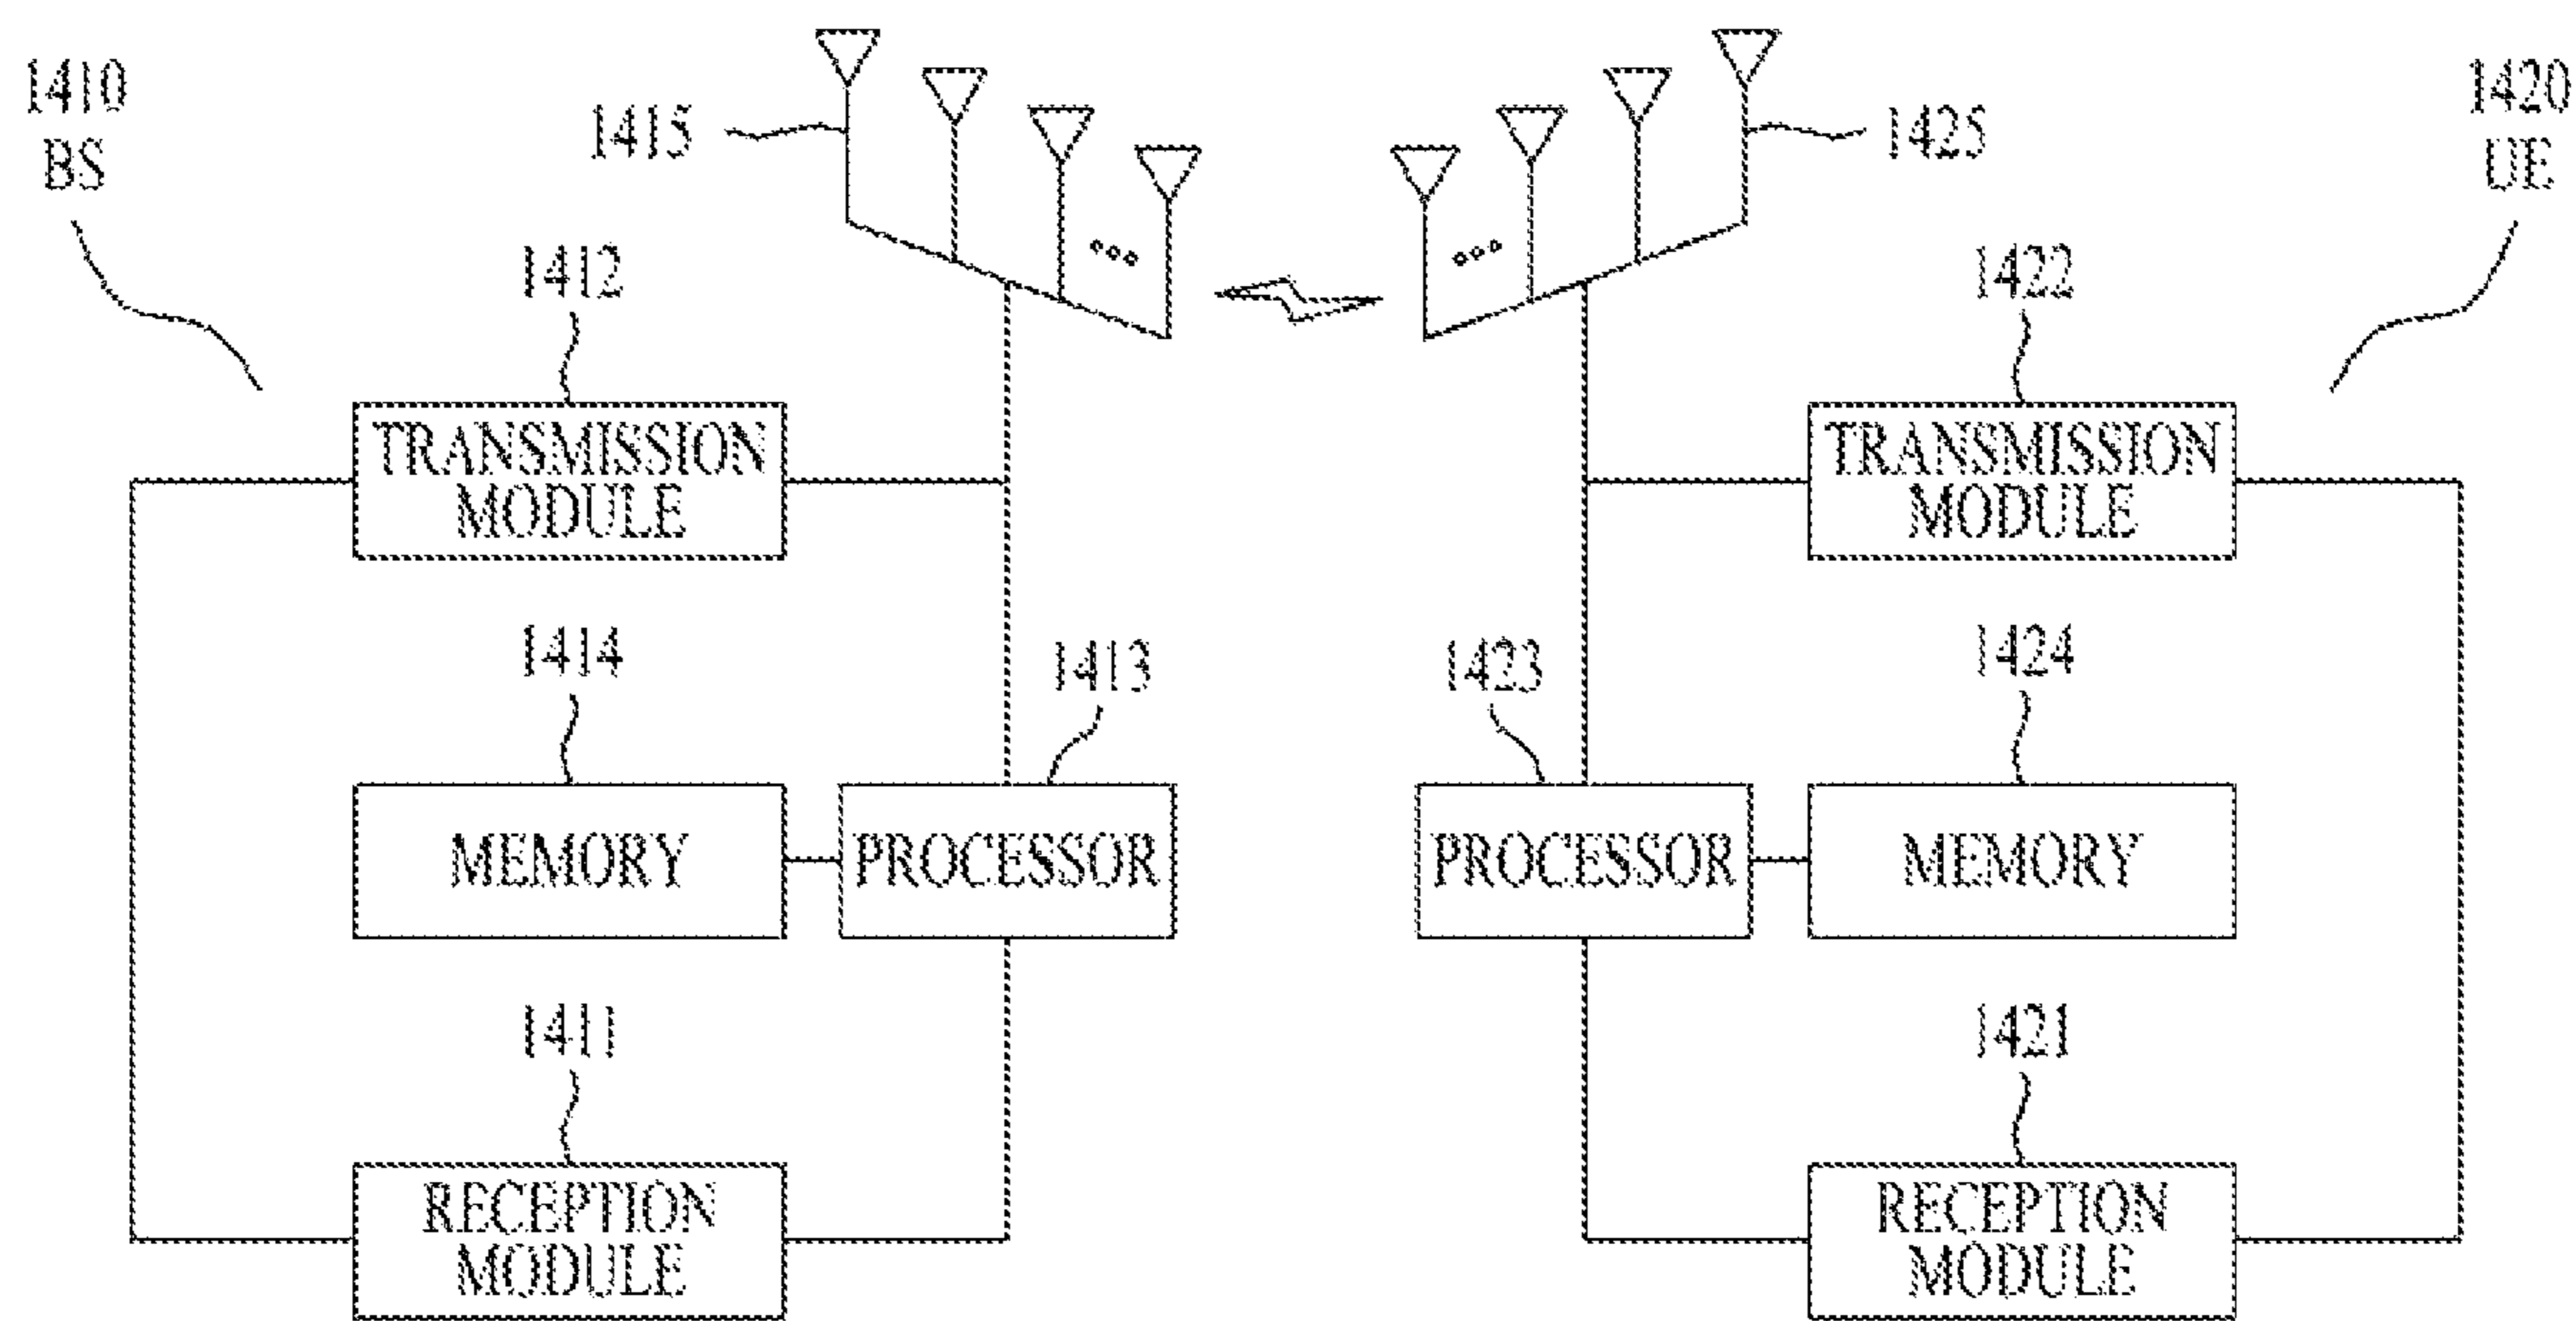 1410
BS
1415
1425
1420
UE
1412
1422
TRANSMISSION
MODULE
TRANSMISSION
MODULE
1414
1413
1423
1424
MEMORY
PROCESSOR
PROCESSOR
MEMORY
1411
1421
RECEPTION
MODULE
RECEPTION
MODULE